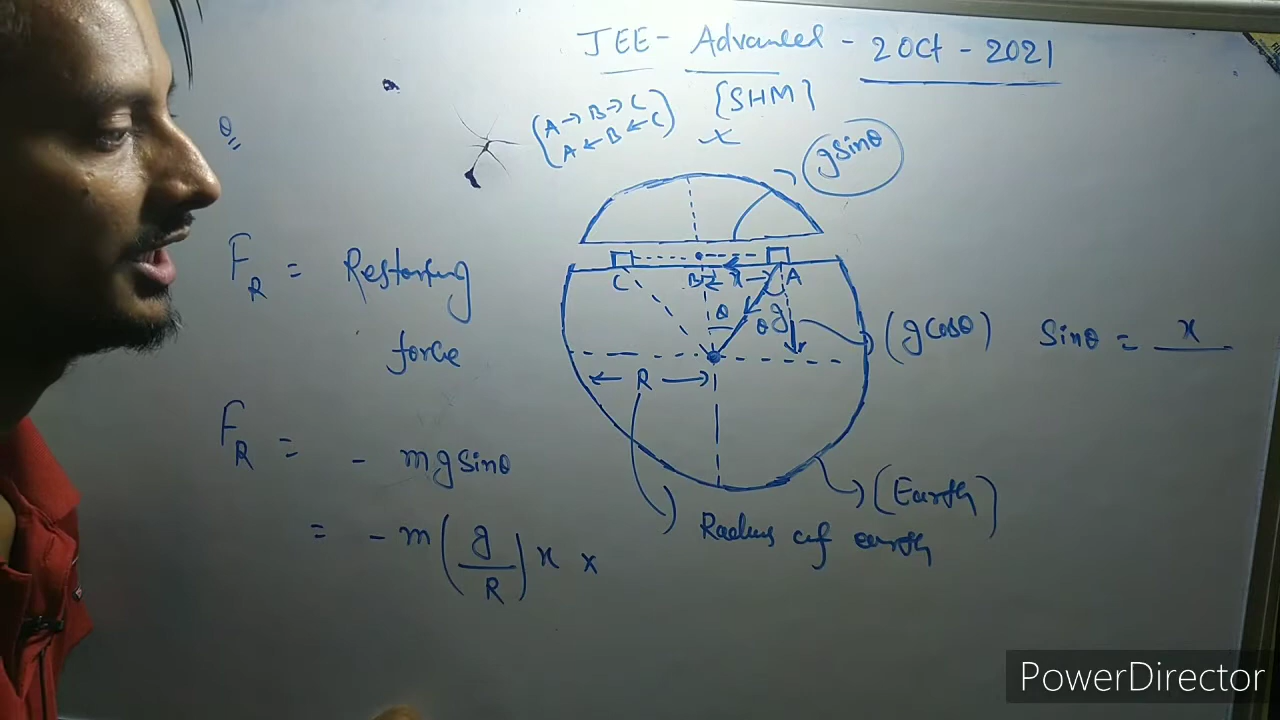 JEE - Advanced - 2 Oct - 2021
[SHM]
(A → B → C
A ← B ← C)
x
g sinθ
θ
F_R = Restoring
force
C B x A
θ θ g
(g cosθ)
Sinθ = x
R
F_R = - mg sinθ
= - m (g/R) x x
(Earth)
Radius of earth
PowerDirector